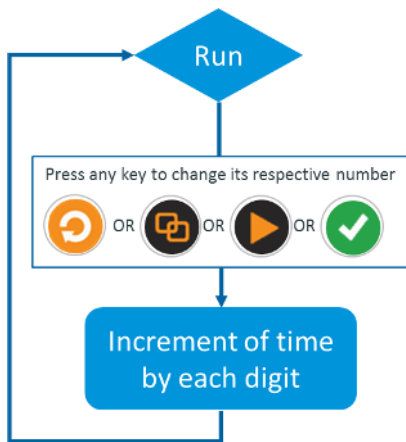 Run
Press any key to change its respective number
OR OR OR
Increment of time
by each digit